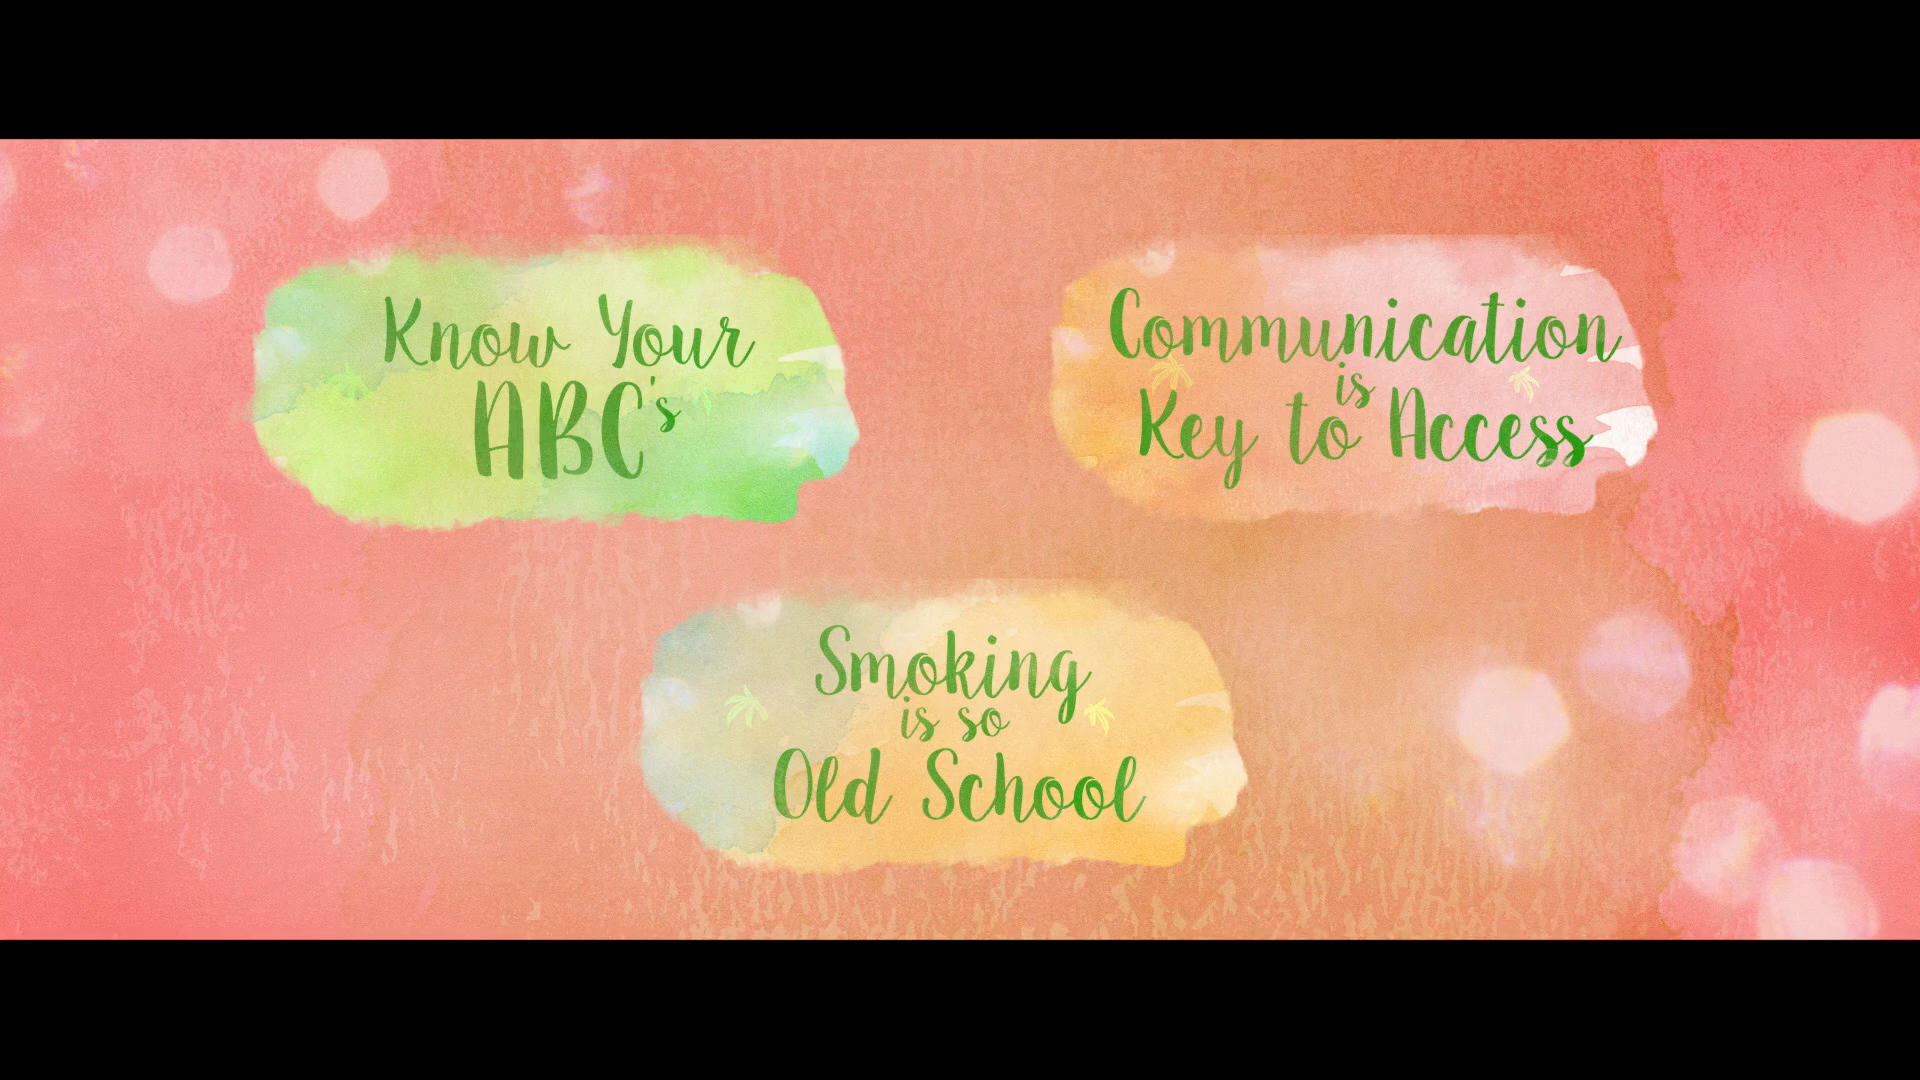 Know Your
ABC's
Communication
is
Key to Access
Smoking
is so
Old School